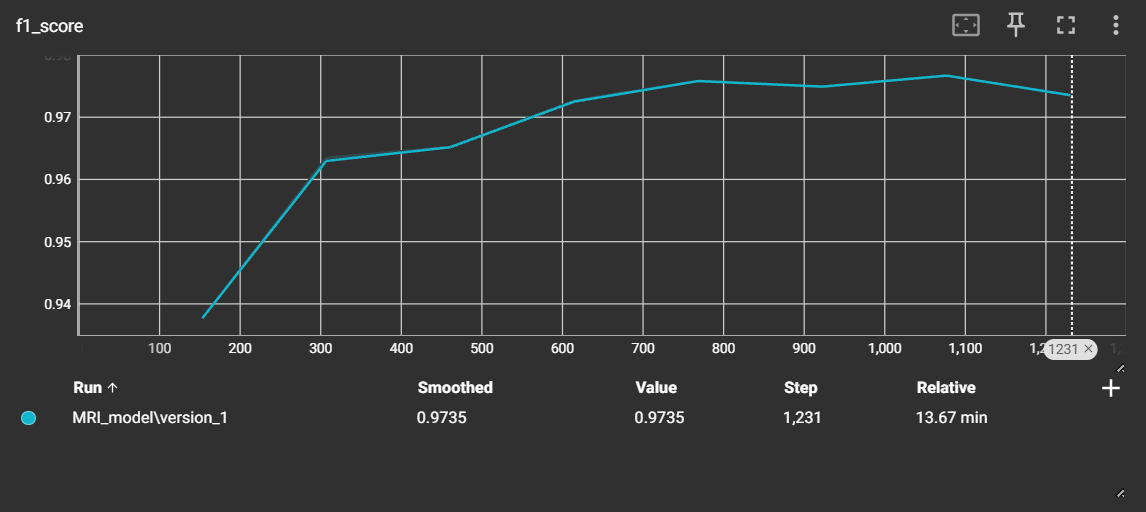 f1_score
0.98
0.97
0.96
0.95
0.94
100 200 300 400 500 600 700 800 900 1,000 1,100 1231 ×
Run ↑ Smoothed Value Step Relative
MRI_model\version_1 0.9735 0.9735 1,231 13.67 min